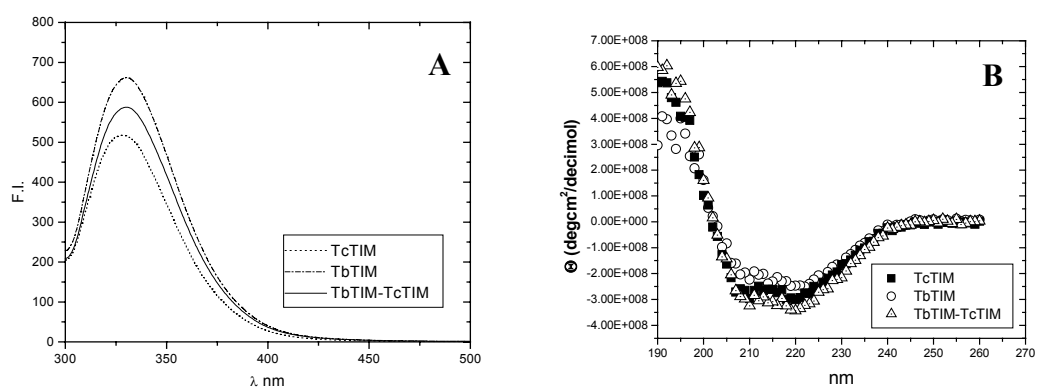 A
800
700
600
500
400
300
200
100
0
F.I.
300
350
400
450
500
λ nm
TcTIM
TbTIM
TbTIM-TcTIM
B
7.00E+008
6.00E+008
5.00E+008
4.00E+008
3.00E+008
2.00E+008
1.00E+008
0.00E+000
-1.00E+008
-2.00E+008
-3.00E+008
-4.00E+008
Θ (degcm²/decimol)
190
200
210
220
230
240
250
260
270
nm
TcTIM
TbTIM
TbTIM-TcTIM